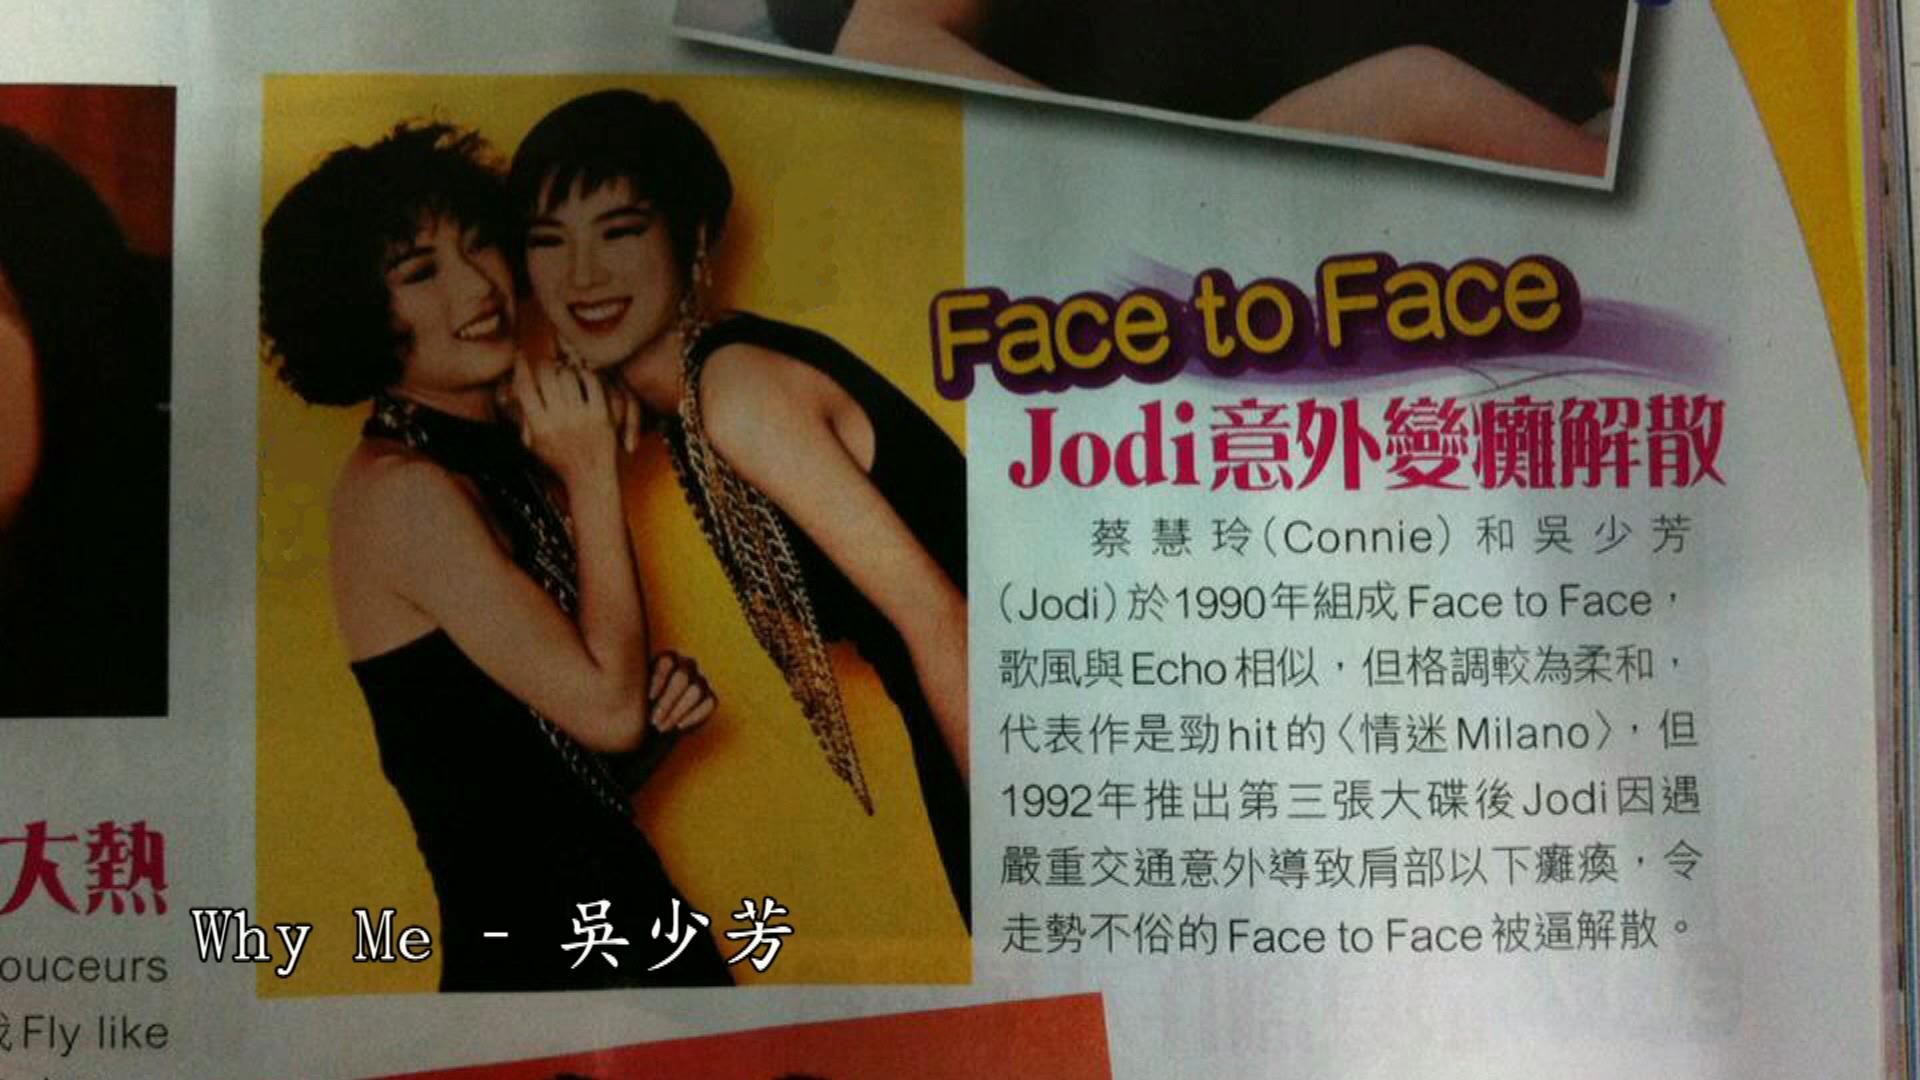 Face to Face
Jodi意外變癱解散
蔡慧玲(Connie)和吳少芳
(Jodi)於1990年組成Face to Face，
歌風與Echo相似，但格調較為柔和，
代表作是勁hit的〈情迷Milano〉，但
1992年推出第三張大碟後Jodi因遇
嚴重交通意外導致肩部以下癱瘓，令
走勢不俗的Face to Face被逼解散。
大熱
ouceurs
Fly like
Why Me - 吳少芳